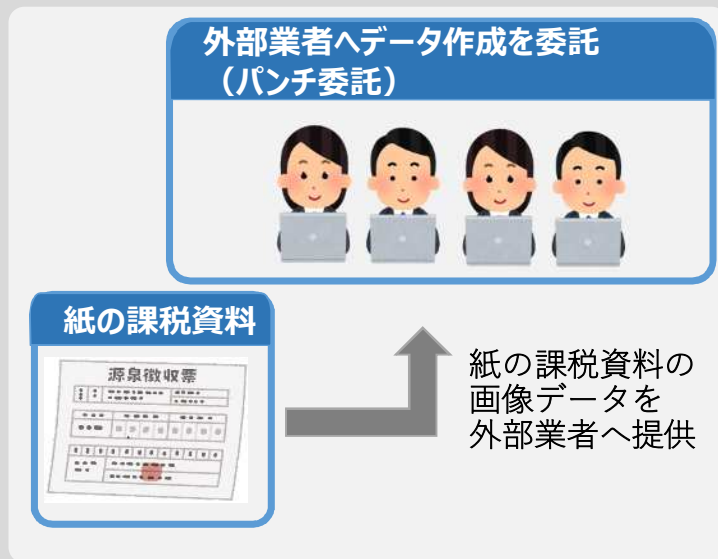 外部業者へデータ作成を委託
（パンチ委託）
紙の課税資料
源泉徴収票
紙の課税資料の
画像データを
外部業者へ提供